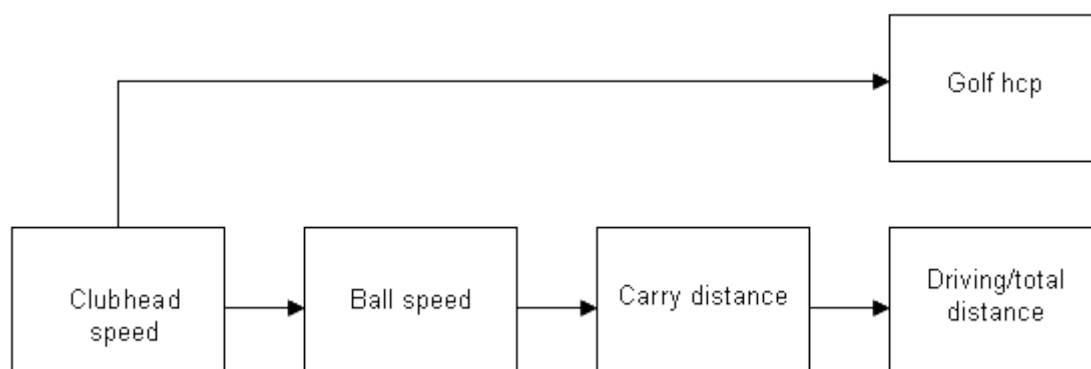 Golf hcp
Clubhead
speed
Ball speed
Carry distance
Driving/total
distance